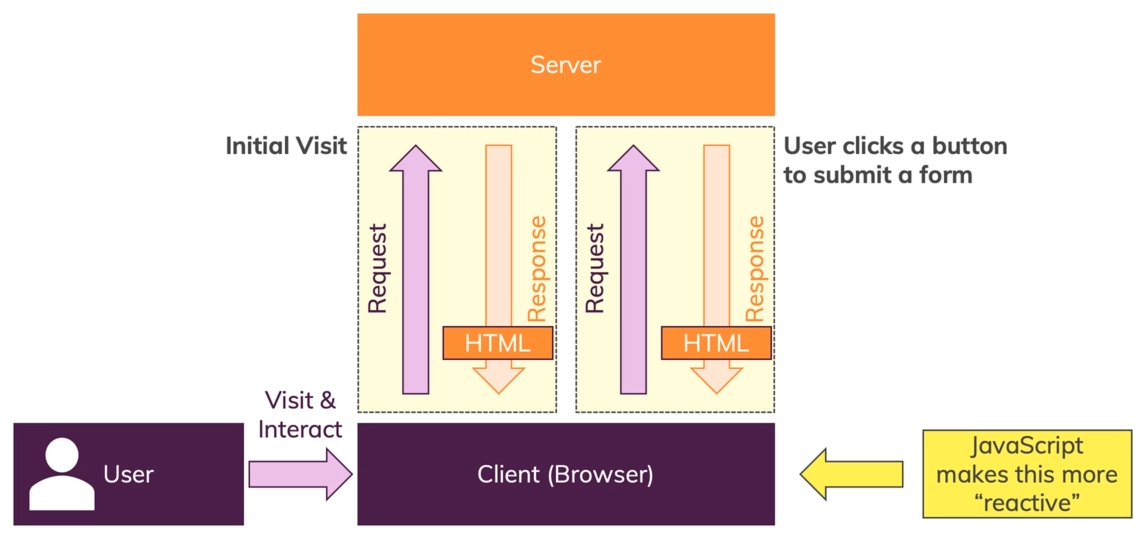 Server
Initial Visit
Request
Response
HTML
Request
Response
HTML
User clicks a button
to submit a form
Visit &
Interact
User
Client (Browser)
JavaScript
makes this more
“reactive”